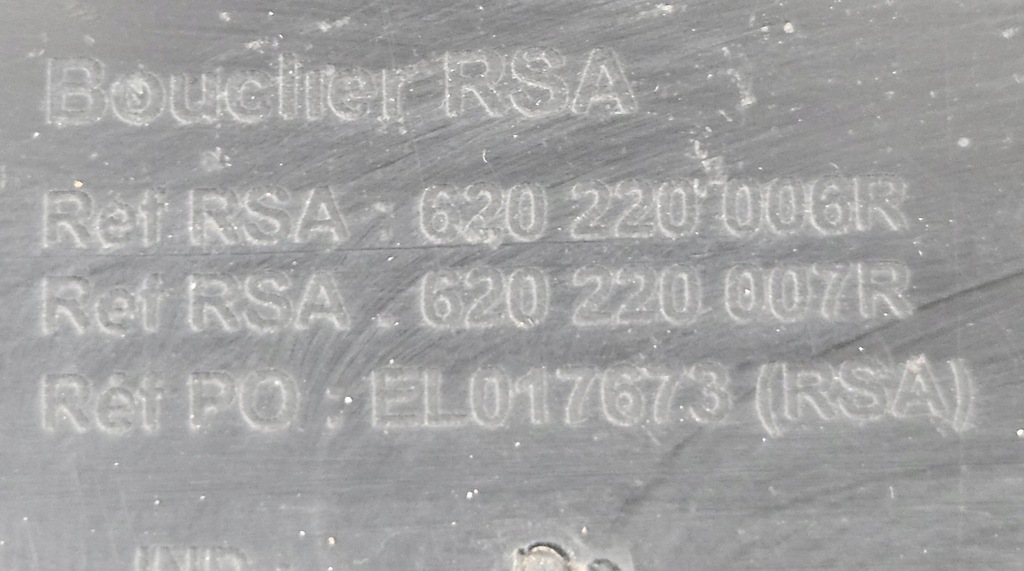 Bouclier RSA
Ref RSA : 620 220 006R
Ref RSA : 620 220 007R
Ref PO : EL017673 (RSA)